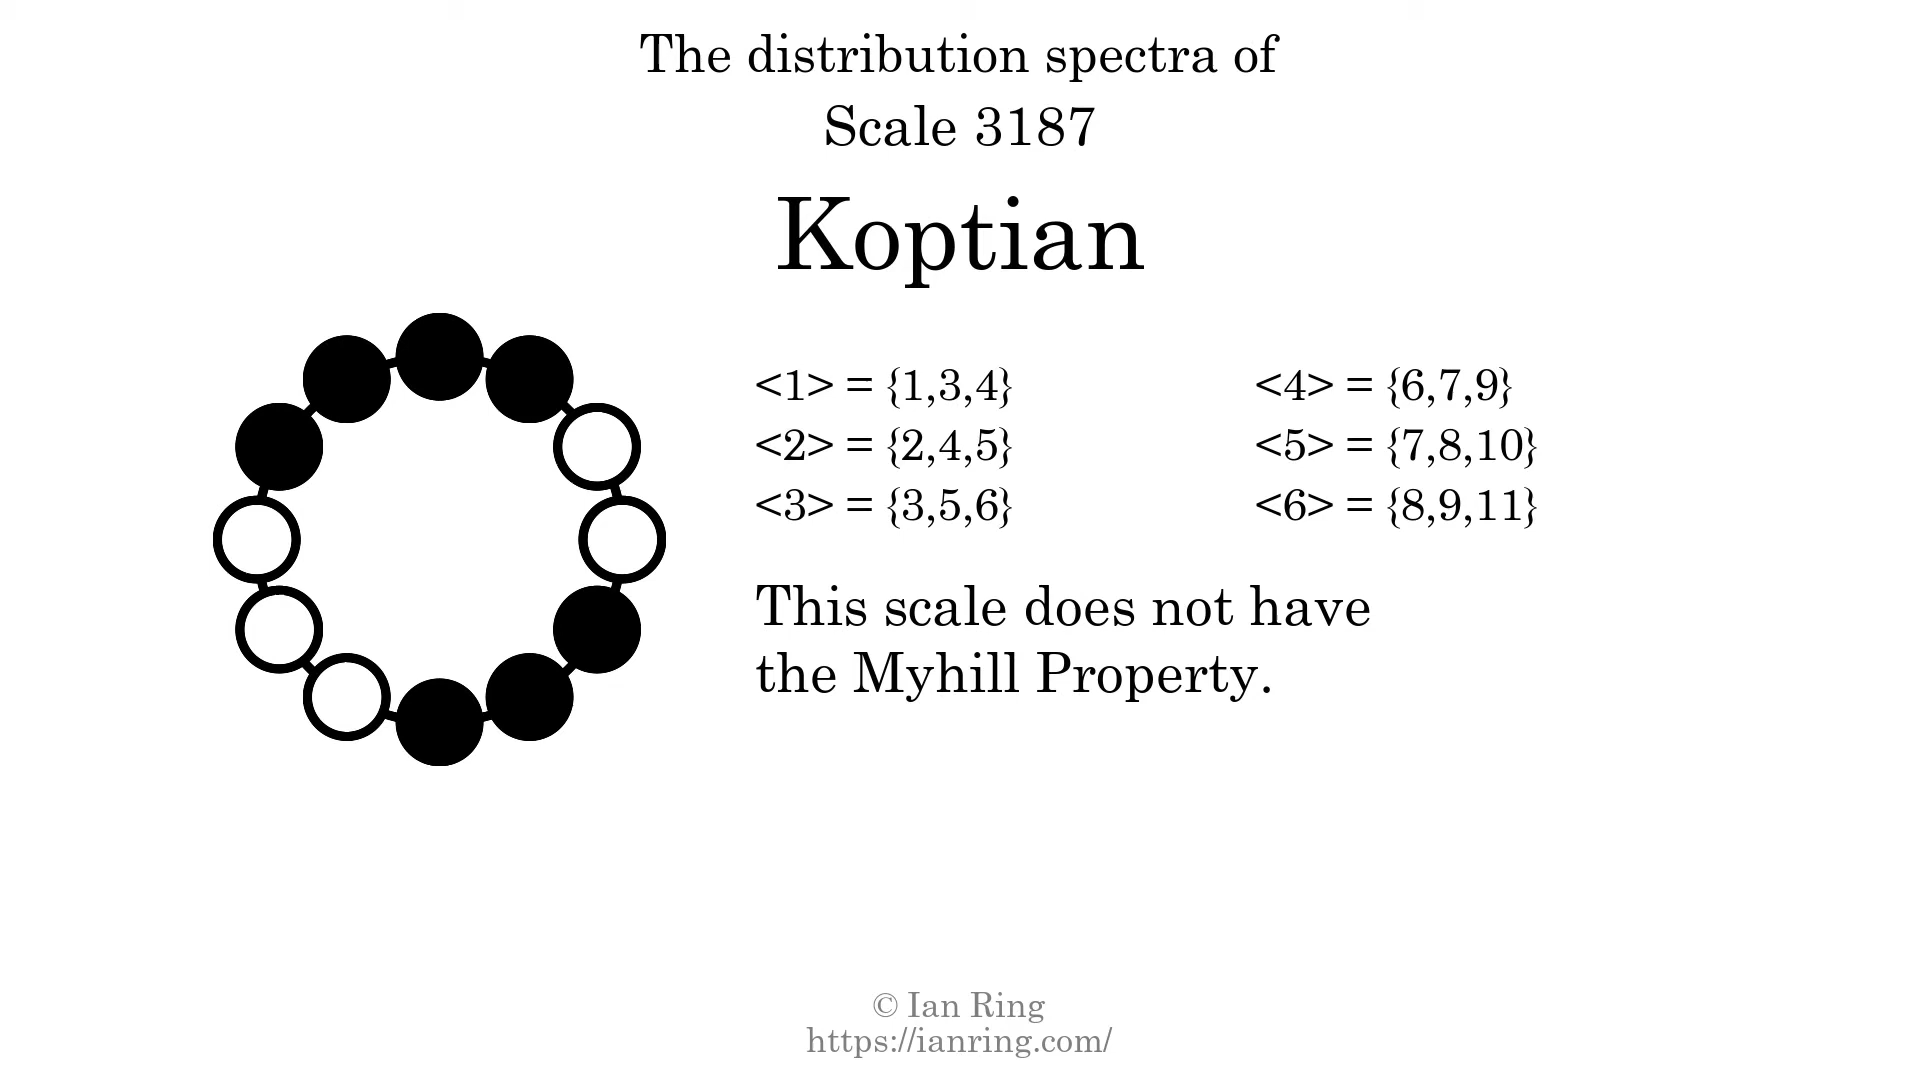 The distribution spectra of
Scale 3187
Koptian
<1> = {1,3,4}
<2> = {2,4,5}
<3> = {3,5,6}
<4> = {6,7,9}
<5> = {7,8,10}
<6> = {8,9,11}
This scale does not have
the Myhill Property.
© Ian Ring
https://ianring.com/